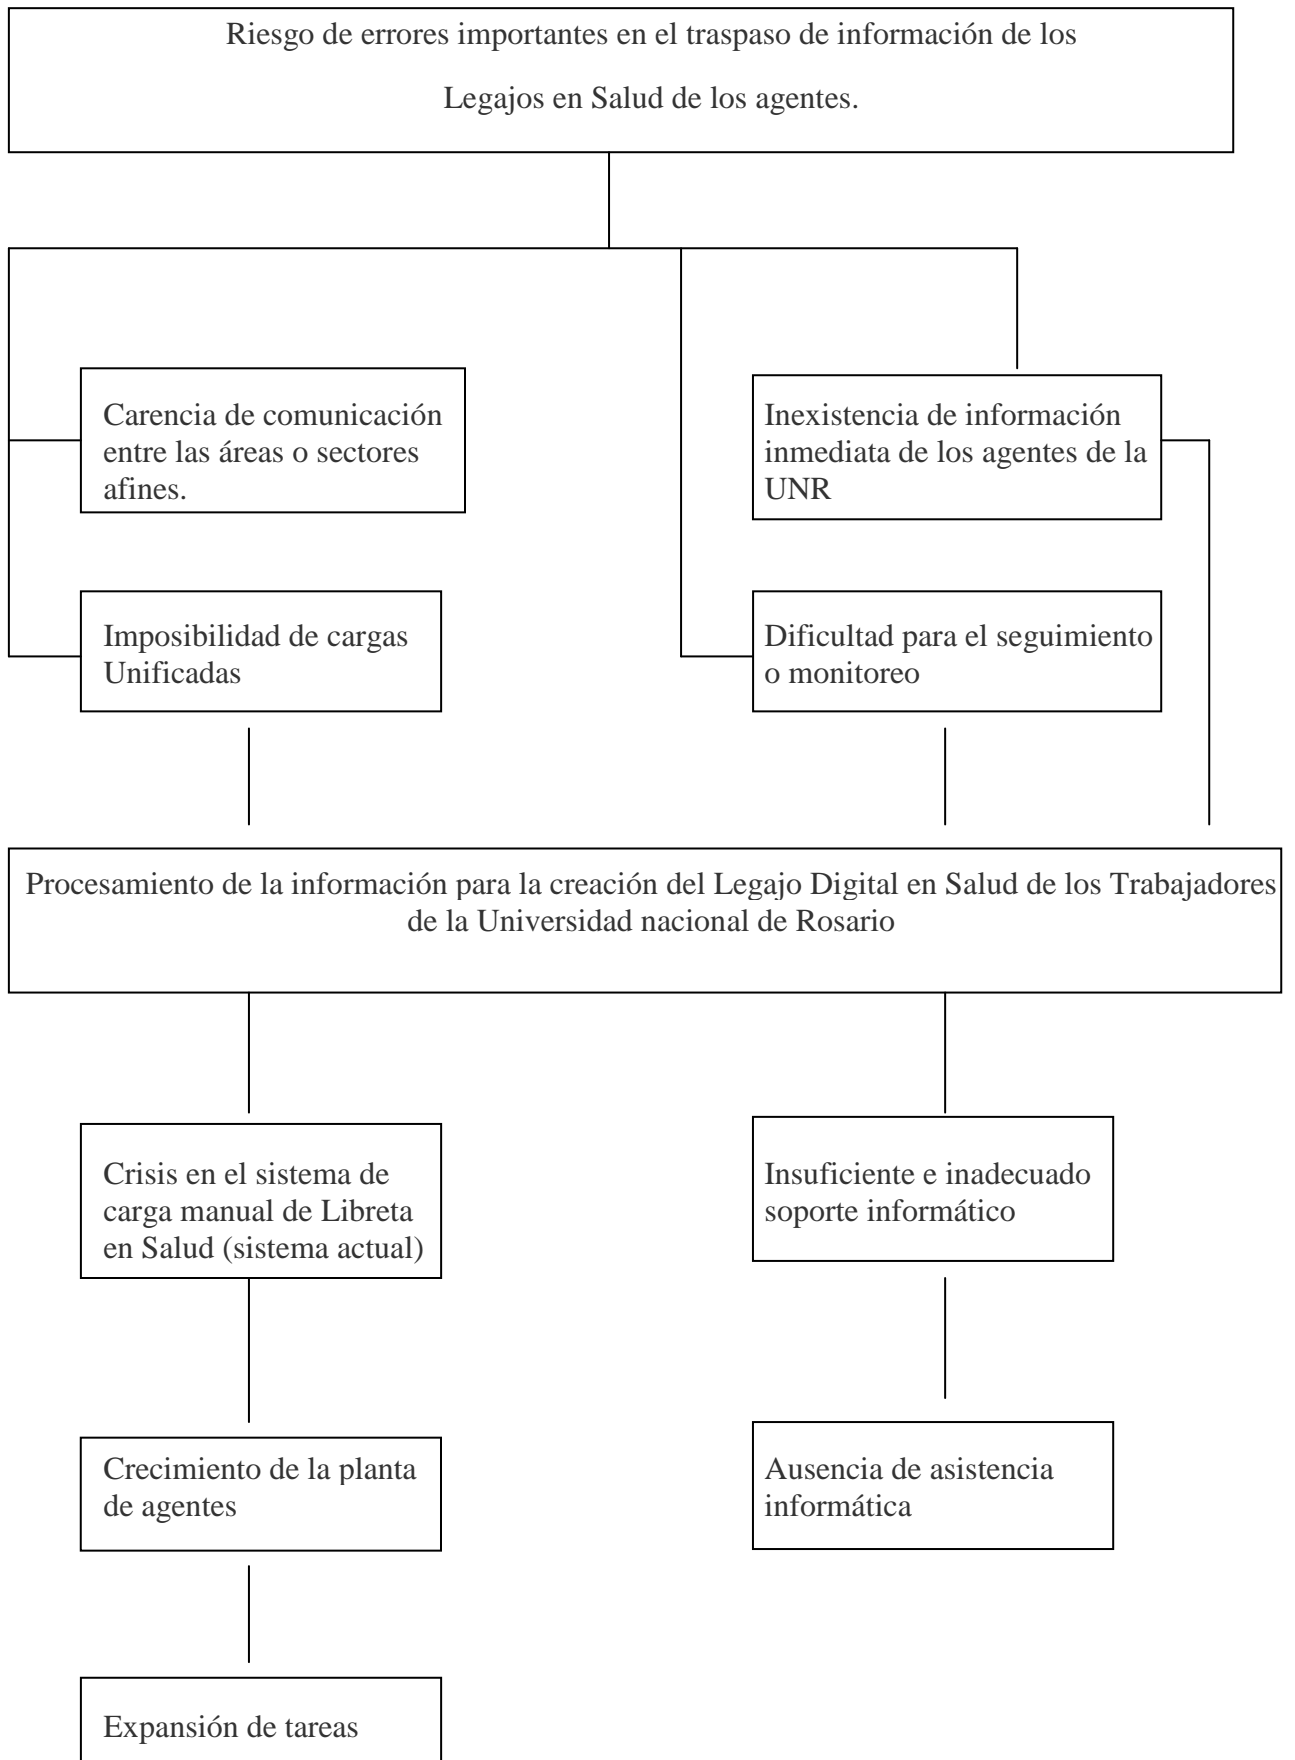 Riesgo de errores importantes en el traspaso de información de los
Legajos en Salud de los agentes.
Carencia de comunicación
entre las áreas o sectores
afines.
Inexistencia de información
inmediata de los agentes de la
UNR
Imposibilidad de cargas
Unificadas
Dificultad para el seguimiento
o monitoreo
Procesamiento de la información para la creación del Legajo Digital en Salud de los Trabajadores
de la Universidad nacional de Rosario
Crisis en el sistema de
carga manual de Libreta
en Salud (sistema actual)
Insuficiente e inadecuado
soporte informático
Crecimiento de la planta
de agentes
Ausencia de asistencia
informática
Expansión de tareas